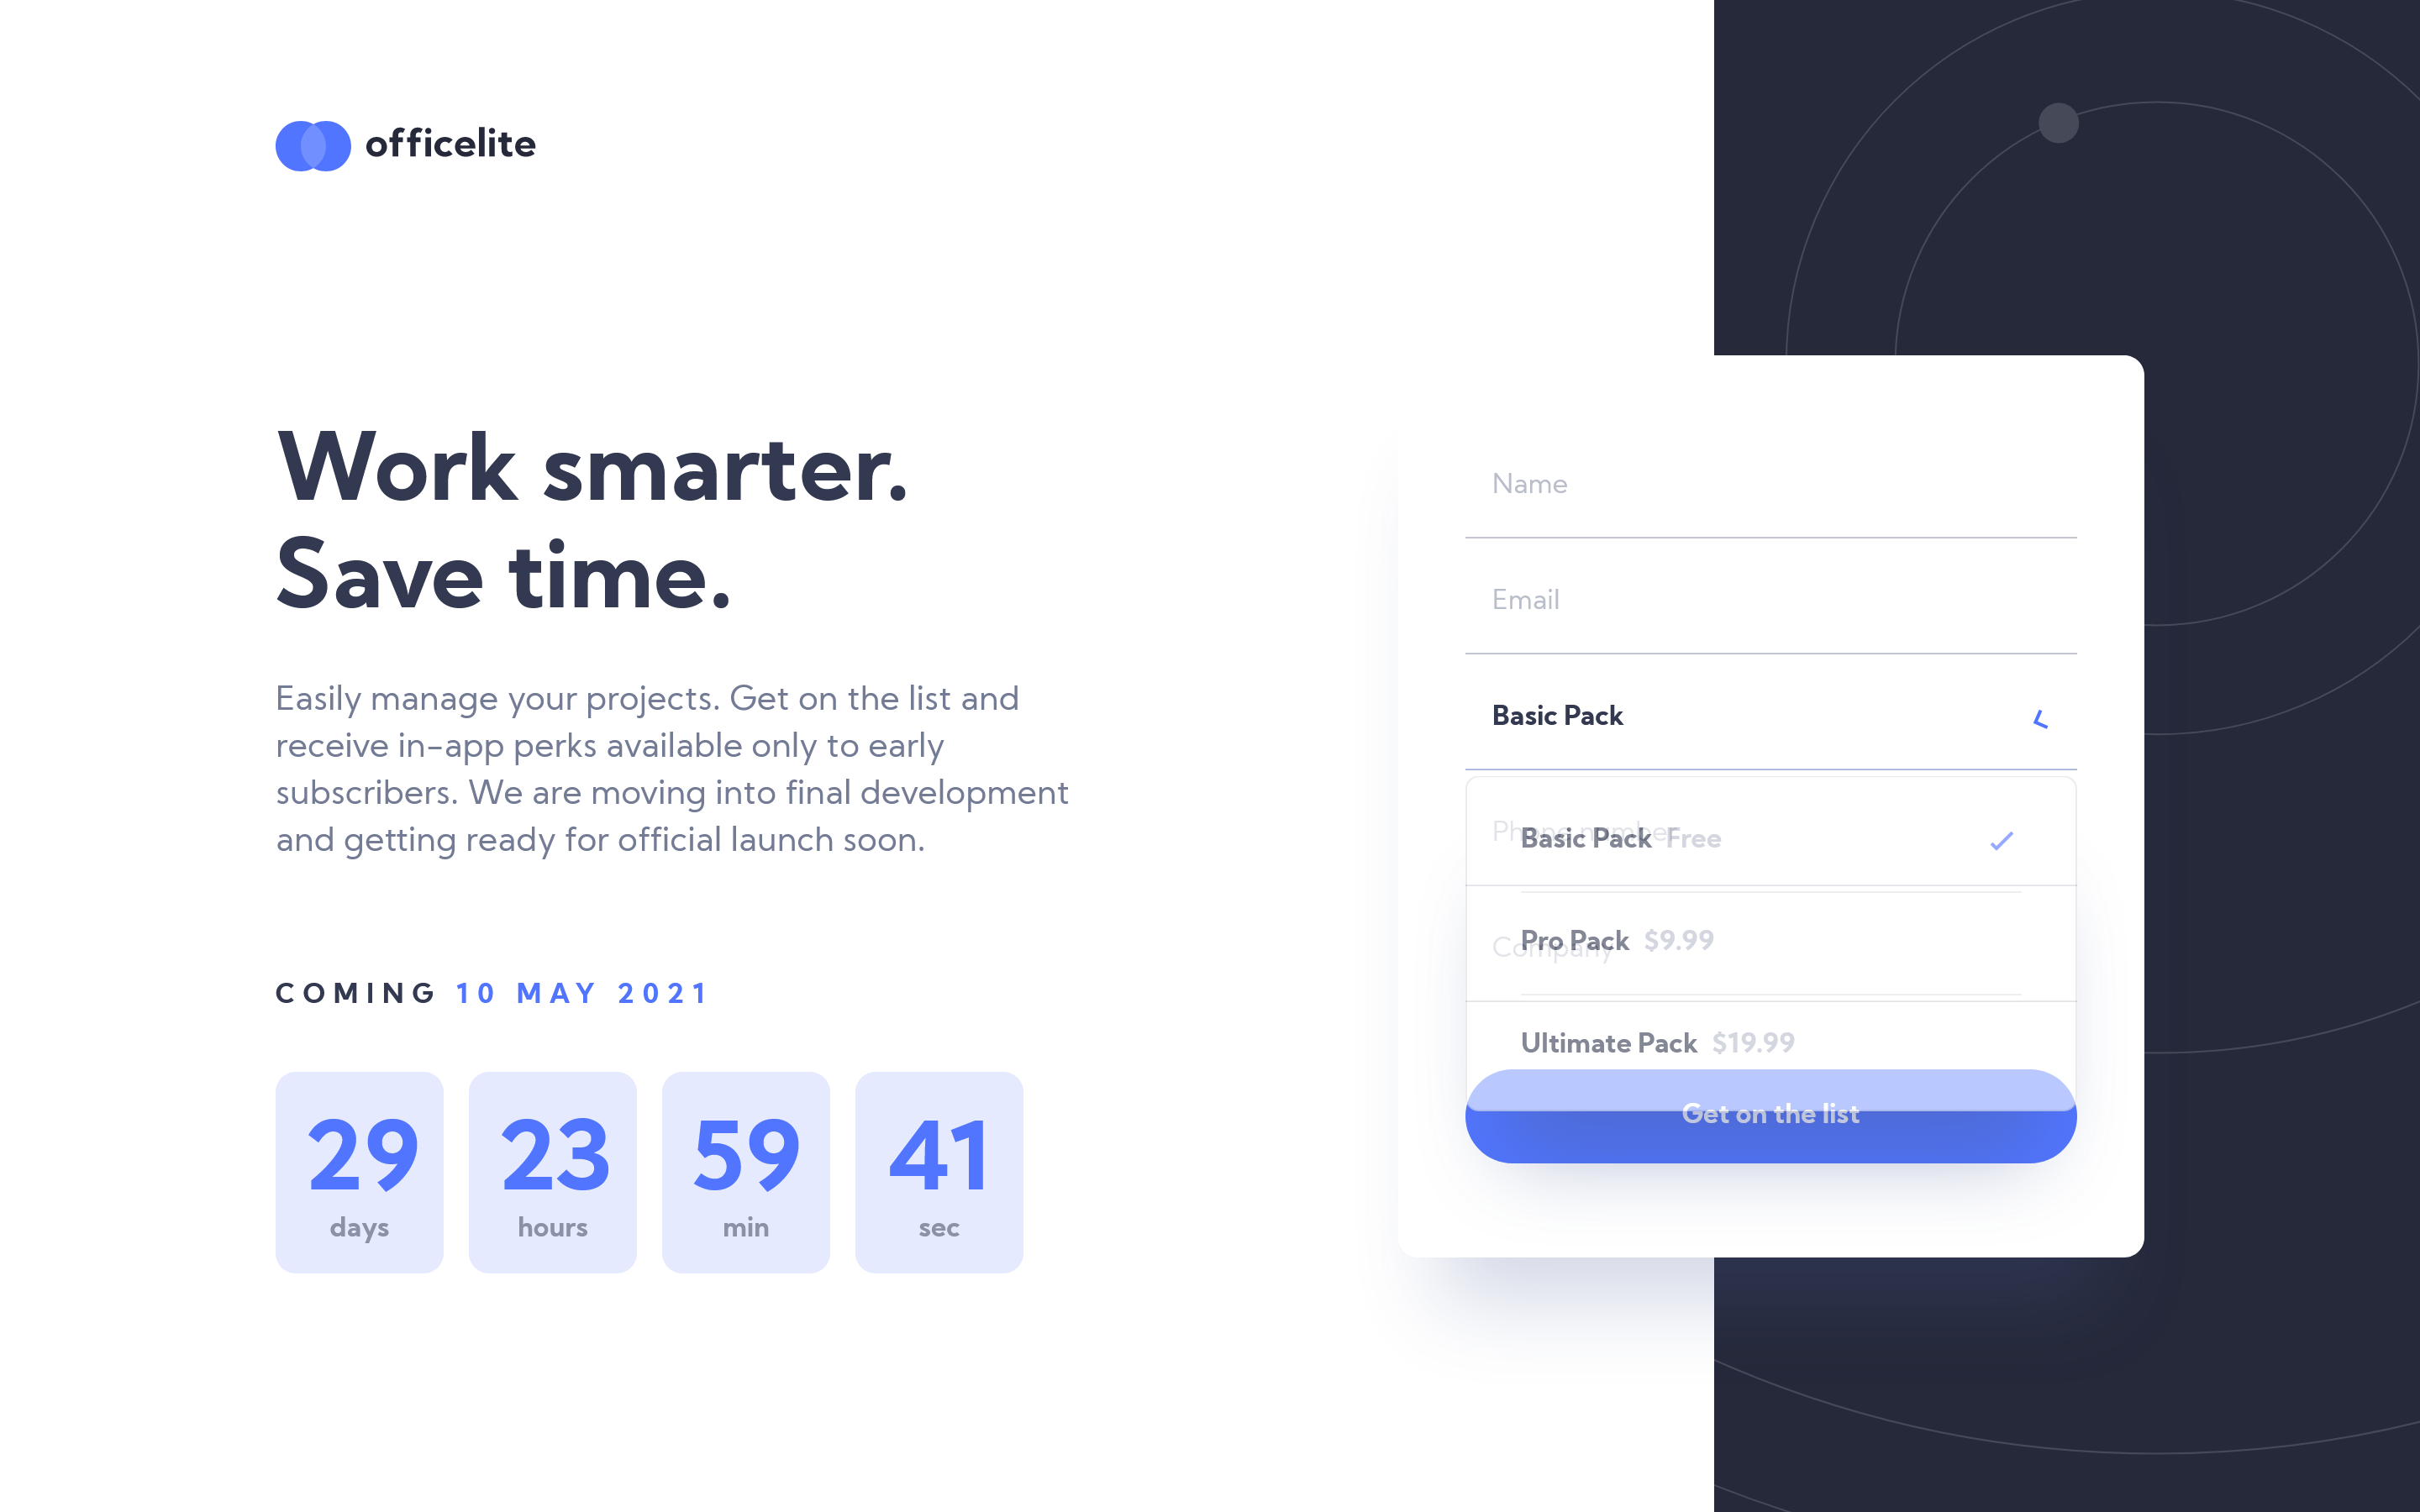 officelite
Work smarter.
Save time.
Easily manage your projects. Get on the list and
receive in-app perks available only to early
subscribers. We are moving into final development
and getting ready for official launch soon.
COMING 10 MAY 2021
29 23 59 41
days hours min sec
Name
Email
Basic Pack
Phone number
Basic Pack Free
Pro Pack $9.99
Company
Ultimate Pack $19.99
Get on the list